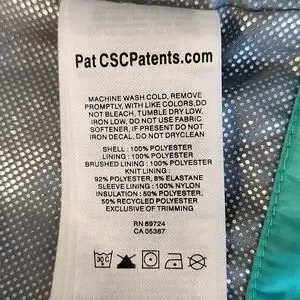 Pat CSCPatents.com
MACHINE WASH COLD, REMOVE
PROMPTLY, WITH LIKE COLORS,DO
NOT BLEACH, TUMBLE DRY LOW,
IRON LOW, DO NOT USE FABRIC
SOFTENER, IF PRESENT DO NOT
IRON DECAL, DO NOT DRYCLEAN
SHELL : 100% POLYESTER
LINING : 100% POLYESTER
BRUSHED LINING : 100% POLYESTER
KNIT LINING :
92% POLYESTER, 8% ELASTANE
SLEEVE LINING : 100% NYLON
INSULATION : 50% POLYESTER,
50% RECYCLED POLYESTER
EXCLUSIVE OF TRIMMING
RN 69724
CA 05367
30 C